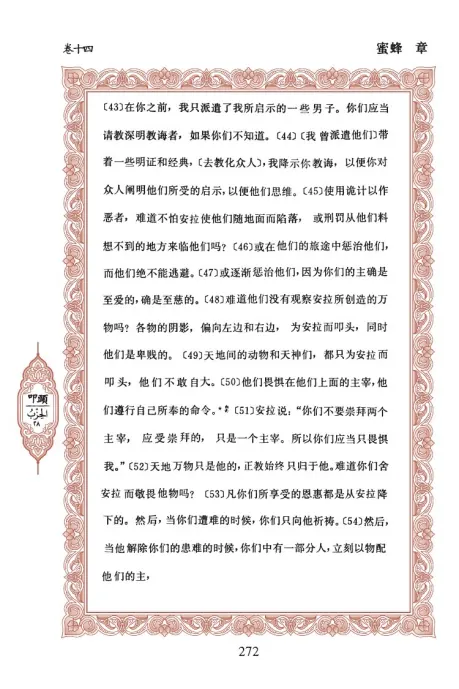 卷十四
蜜蜂 章
(43)在你之前，我只派遣了我所启示的一些男子。你们应当
请教深明教诲者，如果你们不知道。(44)(我曾派遣他们)带
着一些明证和经典，(去教化众人)，我降示你教诲，以便你对
众人阐明他们所受的启示，以便他们思维。(45)使用诡计以作
恶者，难道不怕安拉使他们随地面而陷落， 或刑罚从他们料
想不到的地方来临他们吗？(46)或在他们的旅途中惩治他们，
而他们绝不能逃避。(47)或逐渐惩治他们，因为你们的主确是
至爱的，确是至慈的。(48)难道他们没有观察安拉所创造的万
物吗？各物的阴影，偏向左边和右边， 为安拉而叩头，同时
他们是卑贱的。(49)天地间的动物和天神们，都只为安拉而
叩头，他们不敢自大。(50)他们畏惧在他们上面的主宰，他
们遵行自己所奉的命令。(51)安拉说：“你们不要崇拜两个
主宰， 应受崇拜的， 只是一个主宰。所以你们应当只畏惧
我。”(52)天地万物只是他的，正教始终只归于他。难道你们舍
安拉而敬畏他物吗？ (53)凡你们所享受的恩惠都是从安拉降
下的。然后，当你们遭难的时候，你们只向他祈祷。(54)然后，
当他解除你们的患难的时候，你们中有一部分人，立刻以物配
他们的主，
叩頭
الحزب
٢٨
272